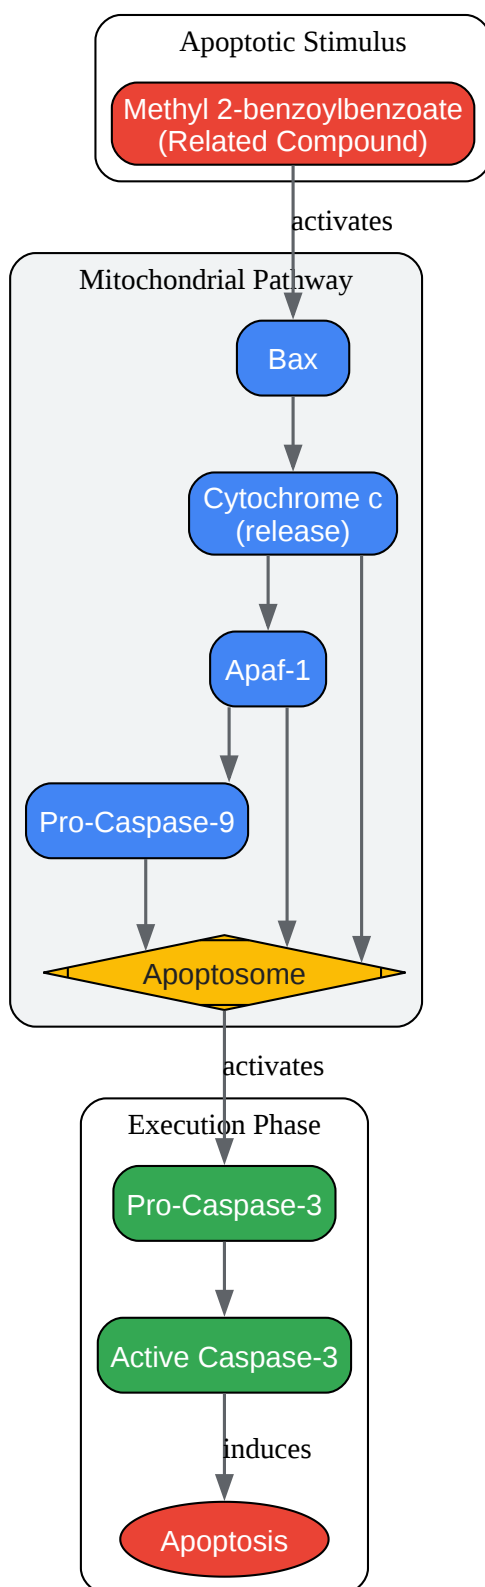 Apoptotic Stimulus
Methyl 2-benzoylbenzoate
(Related Compound)
activates
Mitochondrial Pathway
Bax
Cytochrome c
(release)
Apaf-1
Pro-Caspase-9
Apoptosome
activates
Execution Phase
Pro-Caspase-3
Active Caspase-3
induces
Apoptosis